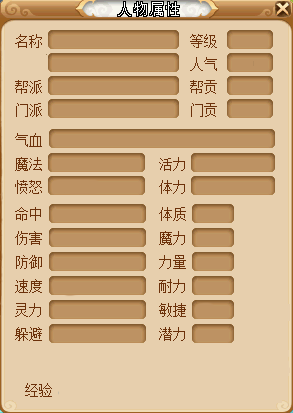 人物属性
名称 等级
人气
帮派 帮贡
门派 门贡
气血
魔法 活力
愤怒 体力
命中 体质
伤害 魔力
防御 力量
速度 耐力
灵力 敏捷
躲避 潜力
经验